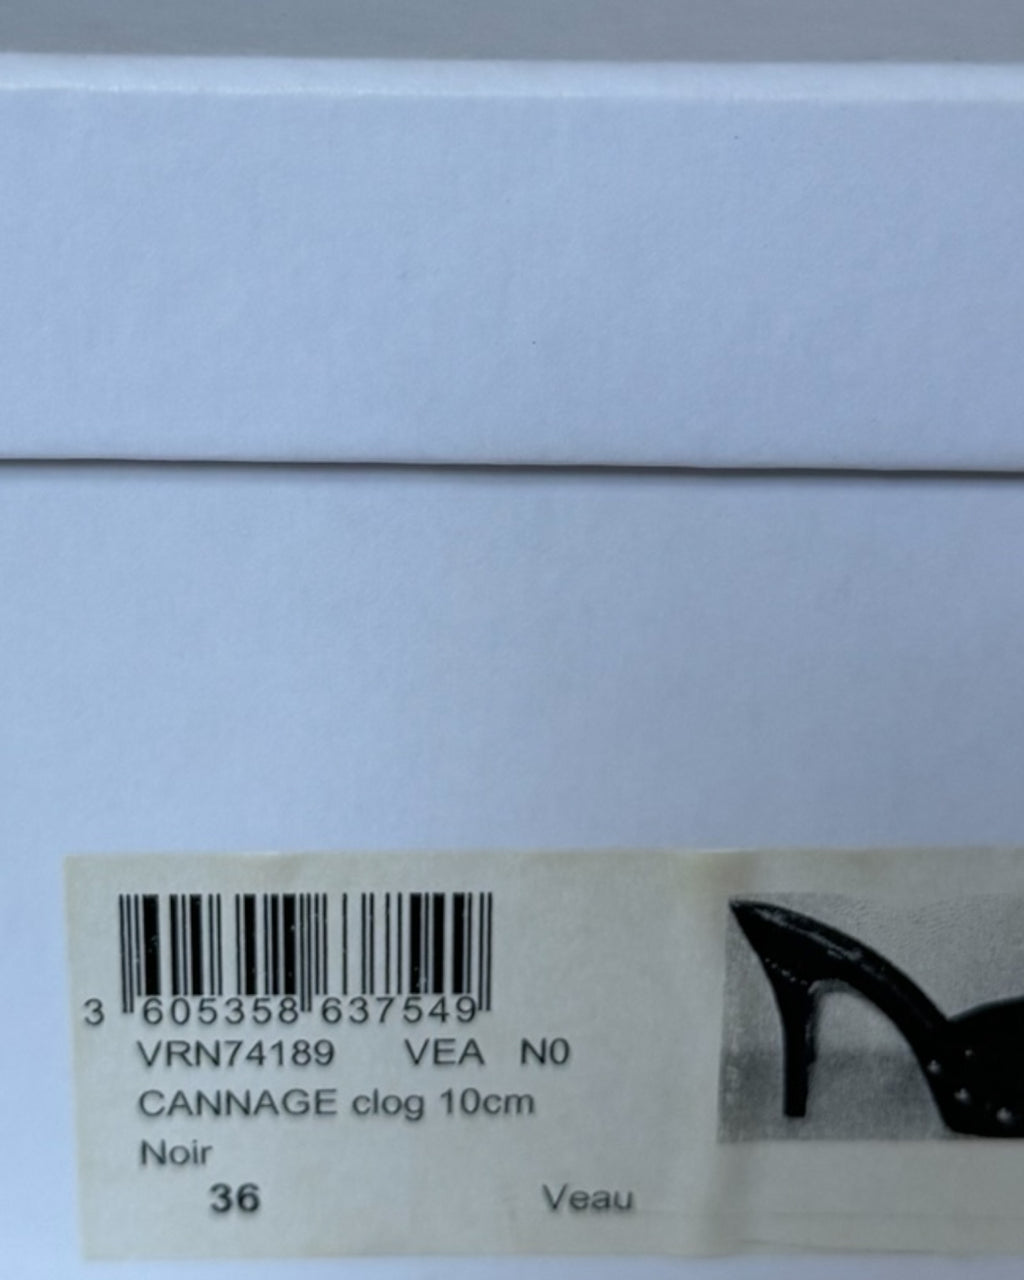 3 605358 637549
VRN74189 VEA N0
CANNAGE clog 10cm
Noir
36 Veau